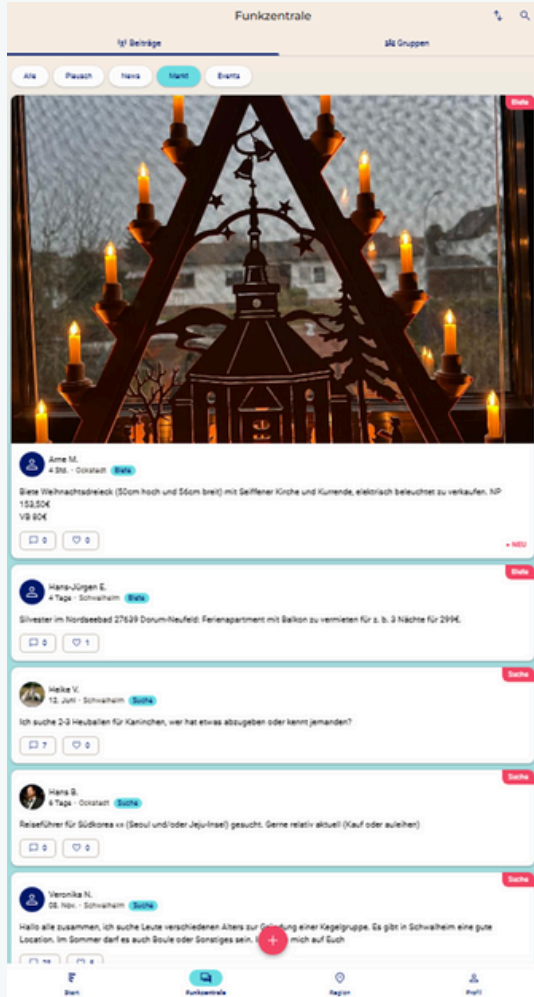 Funkzentrale
Beiträge
Gruppen
Alle
Plausch
News
Markt
Events
Biete
Arne M.
4 Std. - Ockstadt Biete
Biete Weihnachtsdreieck (50cm hoch und 56cm breit) mit Seiffener Kirche und Kurrende, elektrisch beleuchtet zu verkaufen. NP
153,50€
VB 80€
0 0
NEU
Biete
Hans-Jürgen E.
4 Tage - Schwalheim Biete
Silvester im Nordseebad 27639 Dorum-Neufeld: Ferienapartment mit Balkon zu vermieten für z. b. 3 Nächte für 299€.
0 1
Suche
Heike V.
12. Juni - Schwalheim Suche
Ich suche 2-3 Heuballen für Kaninchen, wer hat etwas abzugeben oder kennt jemanden?
7 0
Suche
Hans B.
6 Tage - Ockstadt Suche
Reiseführer für Südkorea (Seoul und/oder Jeju-Insel) gesucht. Gerne relativ aktuell (Kauf oder auleihen)
0 0
Suche
Veronika N.
08. Nov. - Schwalheim Suche
Hallo alle zusammen, ich suche Leute verschiedenen Alters zur Gründung einer Kegelgruppe. Es gibt in Schwalheim eine gute
Location. Im Sommer darf es auch Boule oder Sonstiges sein. mich auf Euch
Start
Funkzentrale
Region
Profil